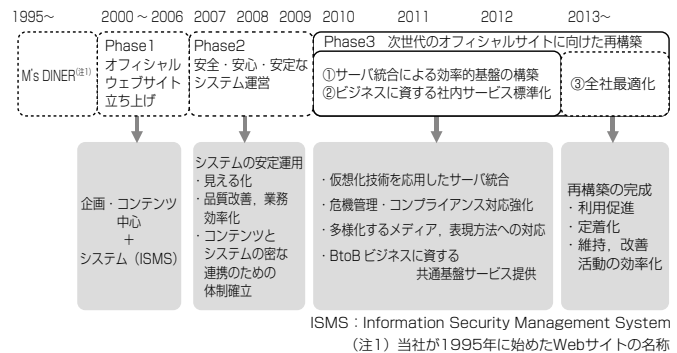 1995~ 2000~2006 2007 2008 2009 2010 2011 2012 2013~
M's DINER(注1)
Phase1
オフィシャル
ウェブサイト
立ち上げ
Phase2
安全・安心・安定な
システム運営
Phase3 次世代のオフィシャルサイトに向けた再構築
①サーバ統合による効率的基盤の構築
②ビジネスに資する社内サービス標準化
③全社最適化
企画・コンテンツ
中心
+
システム(ISMS)
システムの安定運用
・見える化
・品質改善,業務
効率化
・コンテンツと
システムの密な
連携のための
体制確立
・仮想化技術を応用したサーバ統合
・危機管理・コンプライアンス対応強化
・多様化するメディア,表現方法への対応
・BtoBビジネスに資する
共通基盤サービス提供
再構築の完成
・利用促進
・定着化
・維持,改善
活動の効率化
ISMS:Information Security Management System
(注1)当社が1995年に始めたWebサイトの名称